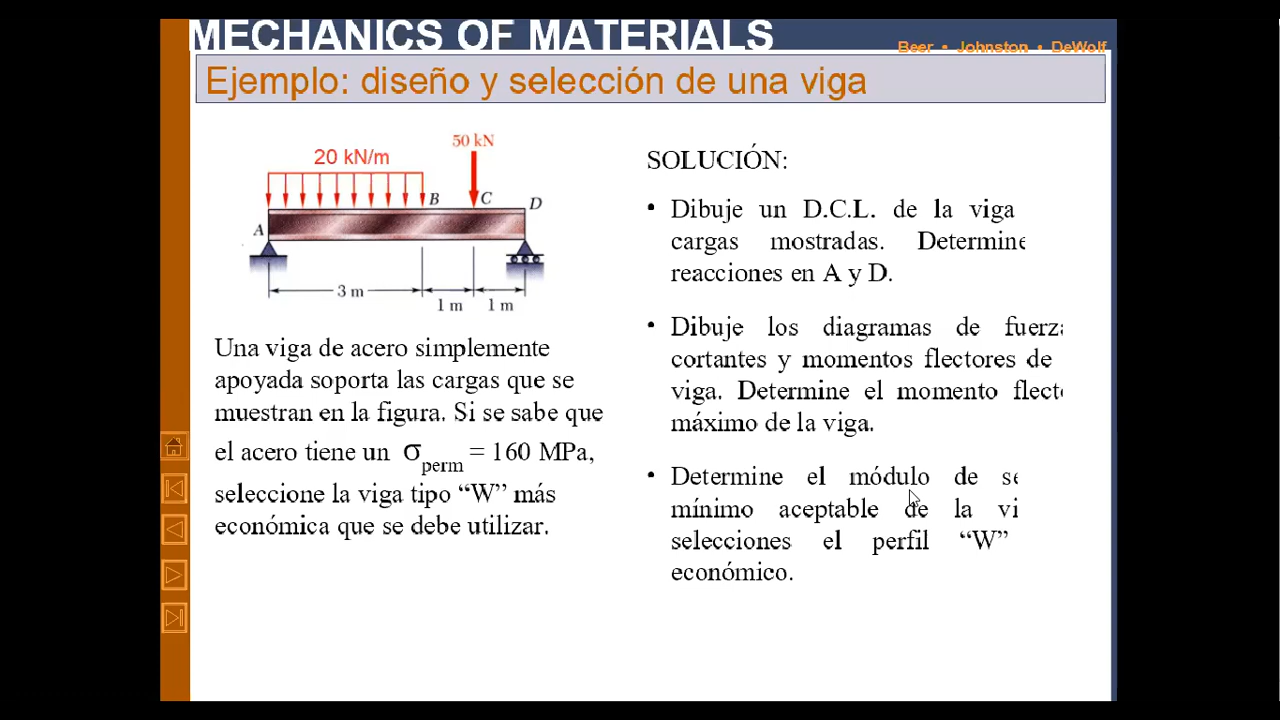 MECHANICS OF MATERIALS
Beer • Johnston • DeWolf
Ejemplo: diseño y selección de una viga
50 kN
20 kN/m
B
C
D
A
3 m
1 m
1 m
Una viga de acero simplemente
apoyada soporta las cargas que se
muestran en la figura. Si se sabe que
el acero tiene un σperm = 160 MPa,
seleccione la viga tipo “W” más
económica que se debe utilizar.
SOLUCIÓN:
• Dibuje un D.C.L. de la viga
cargas mostradas. Determine
reacciones en A y D.
• Dibuje los diagramas de fuerza
cortantes y momentos flectores de
viga. Determine el momento flecto
máximo de la viga.
• Determine el módulo de se
mínimo aceptable de la vi
selecciones el perfil “W”
económico.